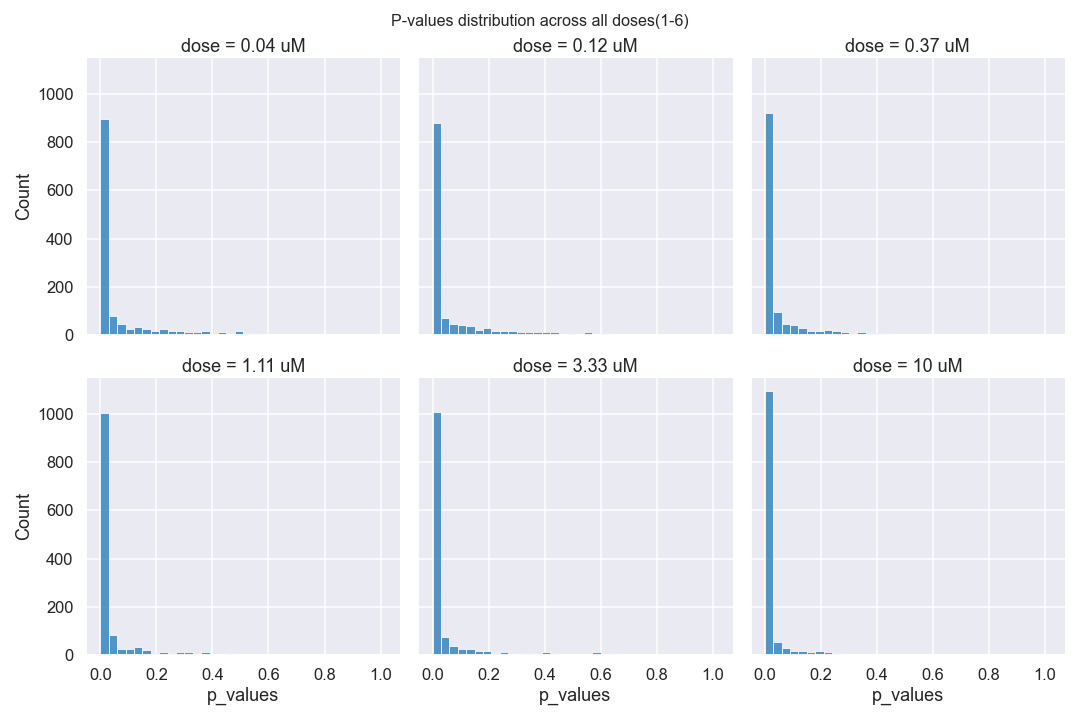 P-values distribution across all doses(1-6)
dose = 0.04 uM
dose = 0.12 uM
dose = 0.37 uM
1000
800
600
400
200
0
Count
dose = 1.11 uM
dose = 3.33 uM
dose = 10 uM
1000
800
600
400
200
0
Count
0.0 0.2 0.4 0.6 0.8 1.0
0.0 0.2 0.4 0.6 0.8 1.0
0.0 0.2 0.4 0.6 0.8 1.0
p_values
p_values
p_values